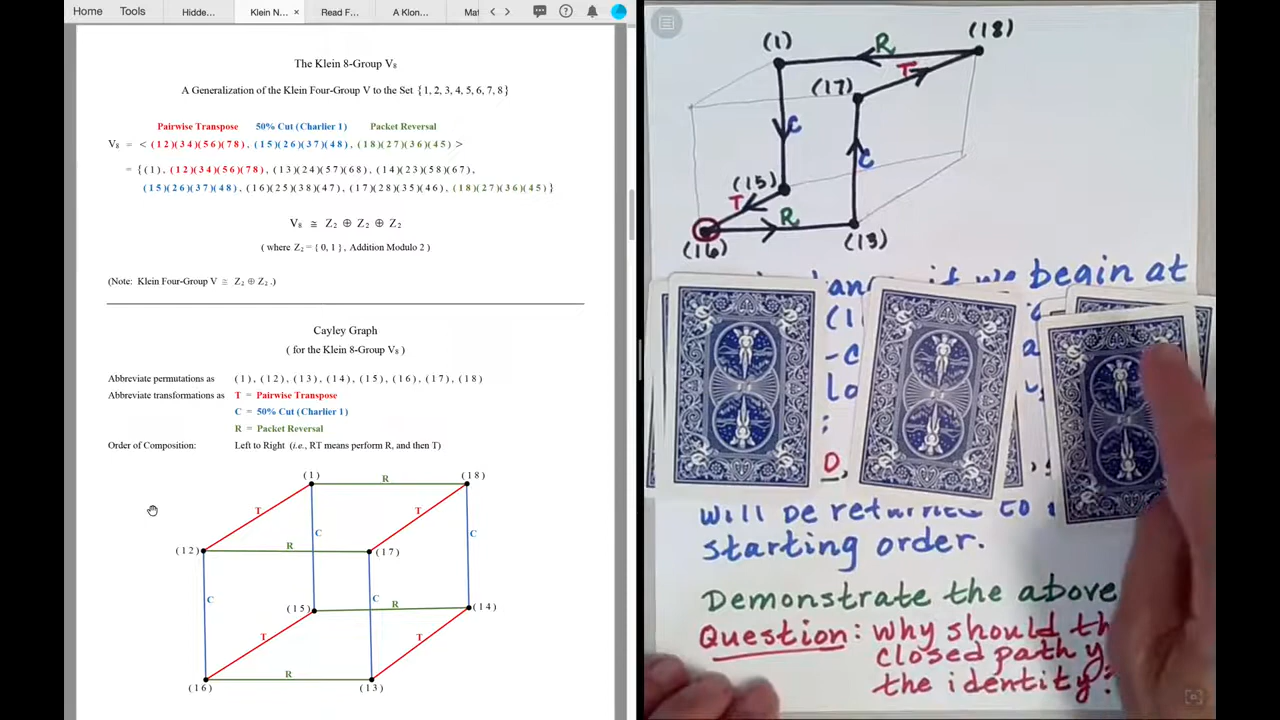 Home Tools Hidde... Klein N... × Read F... A Klon... Mat
The Klein 8-Group V8
A Generalization of the Klein Four-Group V to the Set {1, 2, 3, 4, 5, 6, 7, 8}
Pairwise Transpose 50% Cut (Charlier 1) Packet Reversal
V8 = < (12)(34)(56)(78), (15)(26)(37)(48), (18)(27)(36)(45) >
= {(1), (12)(34)(56)(78), (13)(24)(57)(68), (14)(23)(58)(67),
(15)(26)(37)(48), (16)(25)(38)(47), (17)(28)(35)(46), (18)(27)(36)(45)}
V8 ≅ Z2 ⊕ Z2 ⊕ Z2
(where Z2 = {0, 1}, Addition Modulo 2)
(Note: Klein Four-Group V ≅ Z2 ⊕ Z2.)
Cayley Graph
(for the Klein 8-Group V8)
Abbreviate permutations as (1), (12), (13), (14), (15), (16), (17), (18)
Abbreviate transformations as T = Pairwise Transpose
C = 50% Cut (Charlier 1)
R = Packet Reversal
Order of Composition: Left to Right (i.e., RT means perform R, and then T)
(1) R (18)
T T
C C
(12) R (17)
C C
(15) R (14)
T T
(16) R (13)
(1) R (18)
(17) T
C C
(15)
T R
(16) (13)
if we begin at
will be returned to
starting order.
Demonstrate the above
Question: Why should th
closed path y
the identity?